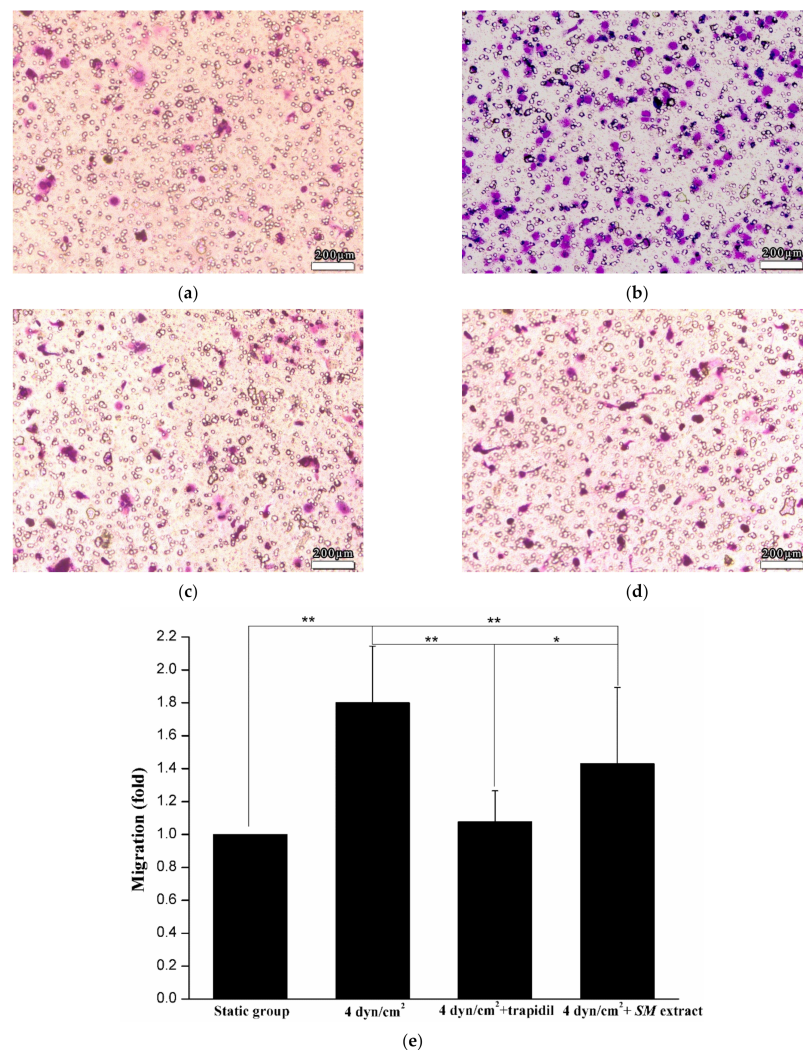 200μm
200μm
(a)
(b)
200μm
200μm
(c)
(d)
** **
** *
2.2
2.0
1.8
1.6
1.4
1.2
1.0
0.8
0.6
0.4
0.2
0.0
Migration (fold)
Static group 4 dyn/cm² 4 dyn/cm²+trapidil 4 dyn/cm²+ SM extract
(e)